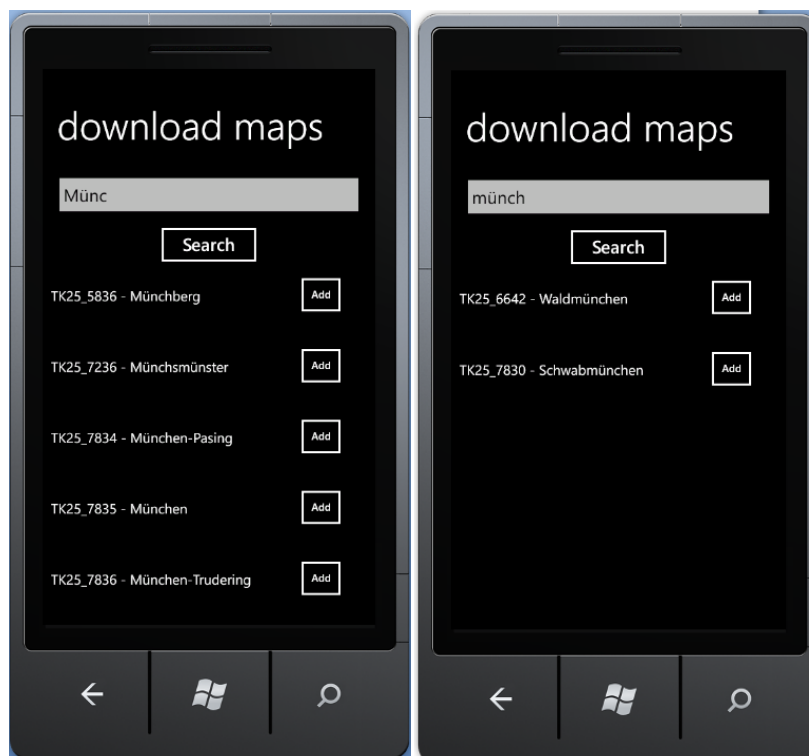 download maps
Münc
Search
TK25_5836 - Münchberg Add
TK25_7236 - Münchsmünster Add
TK25_7834 - München-Pasing Add
TK25_7835 - München Add
TK25_7836 - München-Trudering Add
download maps
münch
Search
TK25_6642 - Waldmünchen Add
TK25_7830 - Schwabmünchen Add